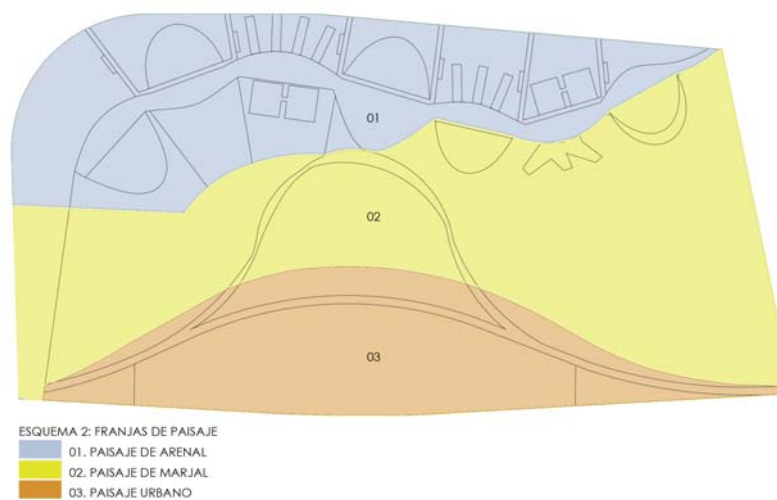 01
02
03
ESQUEMA 2: FRANJAS DE PAISAJE
01. PAISAJE DE ARENAL
02. PAISAJE DE MARJAL
03. PAISAJE URBANO